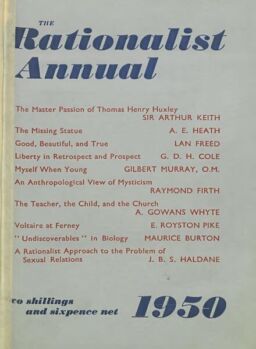 THE
Rationalist
Annual
The Master Passion of Thomas Henry Huxley
SIR ARTHUR KEITH
The Missing Statue A. E. HEATH
Good, Beautiful, and True LAN FREED
Liberty in Retrospect and Prospect G. D. H. COLE
Myself When Young GILBERT MURRAY, O.M.
An Anthropological View of Mysticism
RAYMOND FIRTH
The Teacher, the Child, and the Church
A. GOWANS WHYTE
Voltaire at Ferney E. ROYSTON PIKE
"Undiscoverables" in Biology MAURICE BURTON
A Rationalist Approach to the Problem of
Sexual Relations J. B. S. HALDANE
wo shillings
and sixpence net 1950